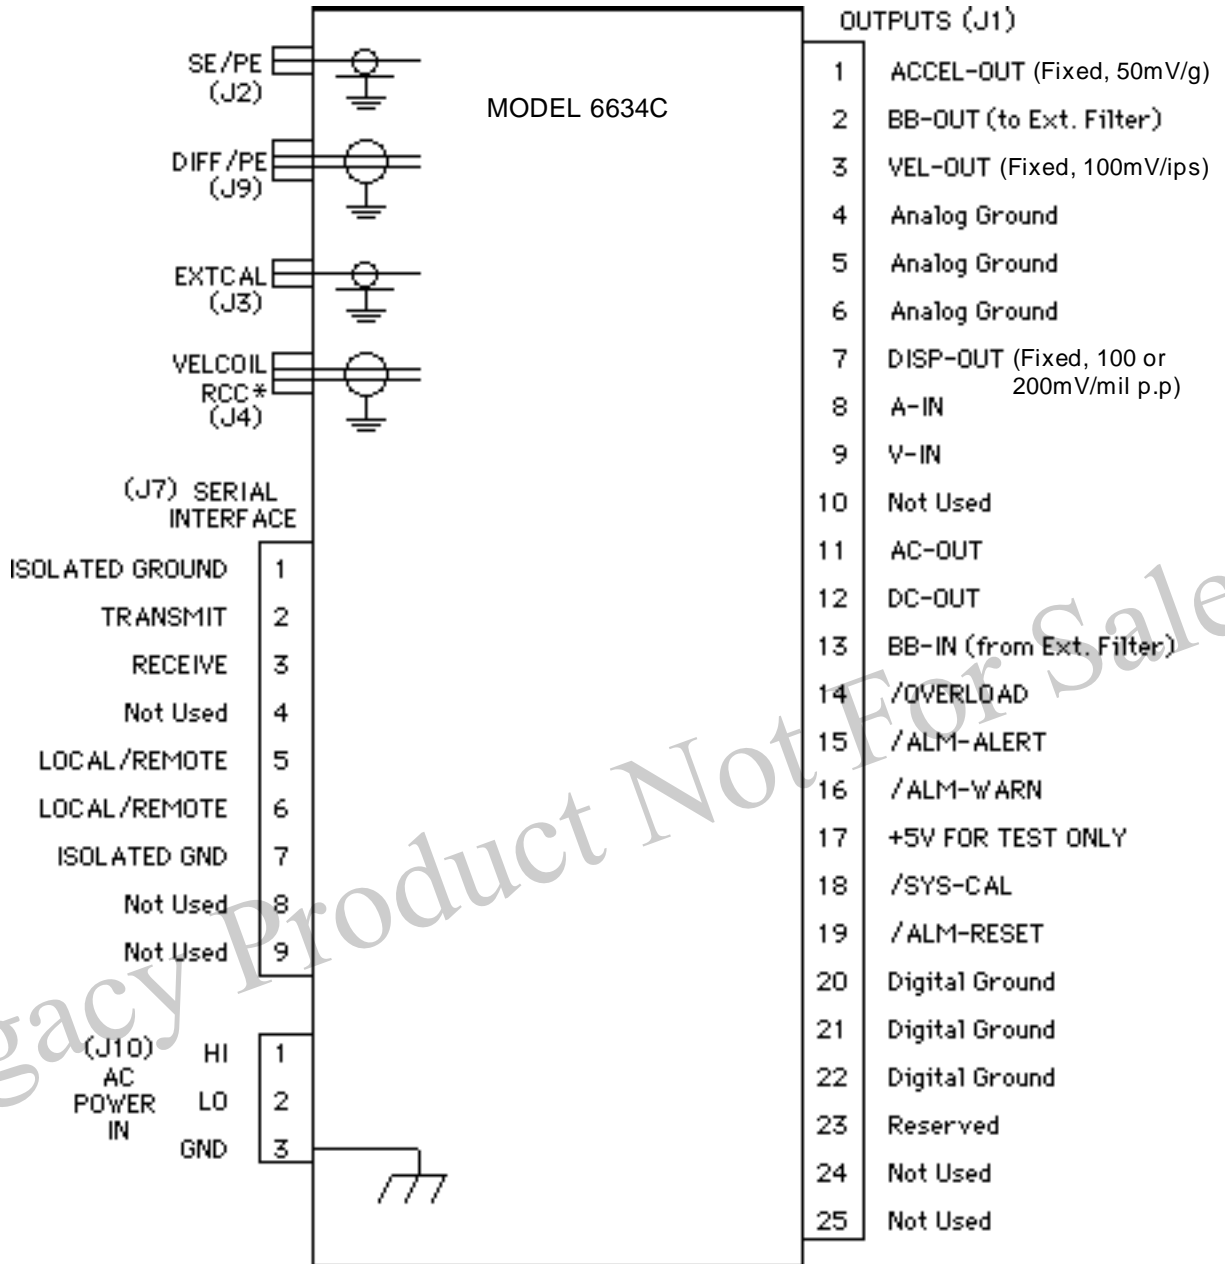 OUTPUTS (J1)
MODEL 6634C
SE/PE
(J2)
DIFF/PE
(J9)
EXTCAL
(J3)
VELCOIL
RCC*
(J4)
(J7) SERIAL
INTERFACE
ISOLATED GROUND 1
TRANSMIT 2
RECEIVE 3
Not Used 4
LOCAL/REMOTE 5
LOCAL/REMOTE 6
ISOLATED GND 7
Not Used 8
Not Used 9
(J10)
AC
POWER
IN
HI 1
LO 2
GND 3
1 ACCEL-OUT (Fixed, 50mV/g)
2 BB-OUT (to Ext. Filter)
3 VEL-OUT (Fixed, 100mV/ips)
4 Analog Ground
5 Analog Ground
6 Analog Ground
7 DISP-OUT (Fixed, 100 or
200mV/mil p.p)
8 A-IN
9 V-IN
10 Not Used
11 AC-OUT
12 DC-OUT
13 BB-IN (from Ext. Filter)
14 /OVERLOAD
15 /ALM-ALERT
16 /ALM-WARN
17 +5V FOR TEST ONLY
18 /SYS-CAL
19 /ALM-RESET
20 Digital Ground
21 Digital Ground
22 Digital Ground
23 Reserved
24 Not Used
25 Not Used
gacy Product Not For Sale